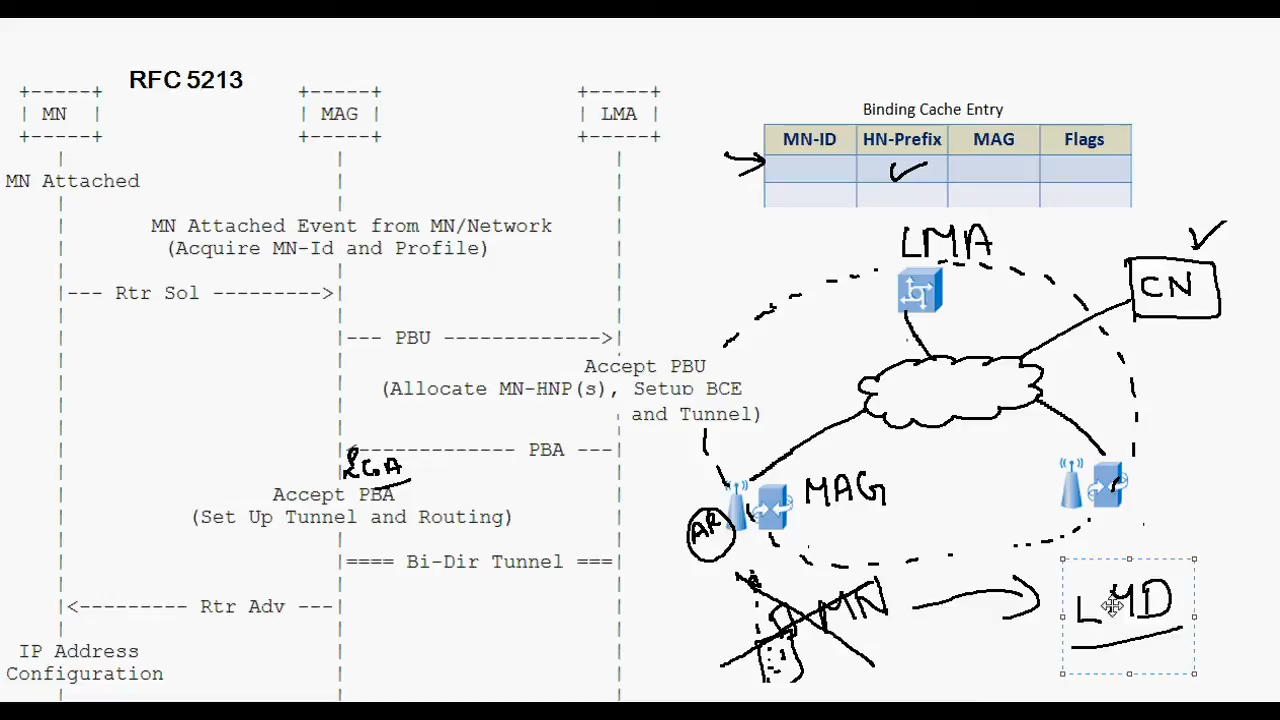 RFC 5213
+-----+ +-----+ +-----+
| MN | | MAG | | LMA |
+-----+ +-----+ +-----+
MN Attached
MN Attached Event from MN/Network
(Acquire MN-Id and Profile)
|--- Rtr Sol --------->|
|--- PBU ------------->|
Accept PBU
(Allocate MN-HNP(s), Setup BCE
and Tunnel)
<------------- PBA ---|
Accept PBA
(Set Up Tunnel and Routing)
|==== Bi-Dir Tunnel ===|
|<--------- Rtr Adv ---|
IP Address
Configuration
Binding Cache Entry
MN-ID HN-Prefix MAG Flags
LMA
CN
MAG
AR
MN
LMD